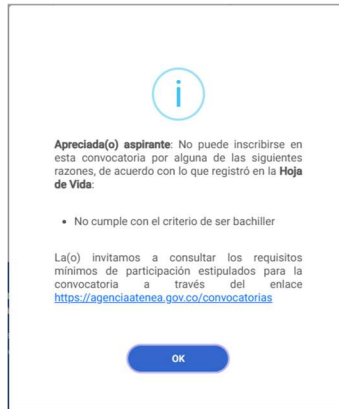 i
Apreciada(o) aspirante: No puede inscribirse en
esta convocatoria por alguna de las siguientes
razones, de acuerdo con lo que registró en la Hoja
de Vida:
• No cumple con el criterio de ser bachiller
La(o) invitamos a consultar los requisitos
mínimos de participación estipulados para la
convocatoria a través del enlace
https://agenciaatenea.gov.co/convocatorias
OK